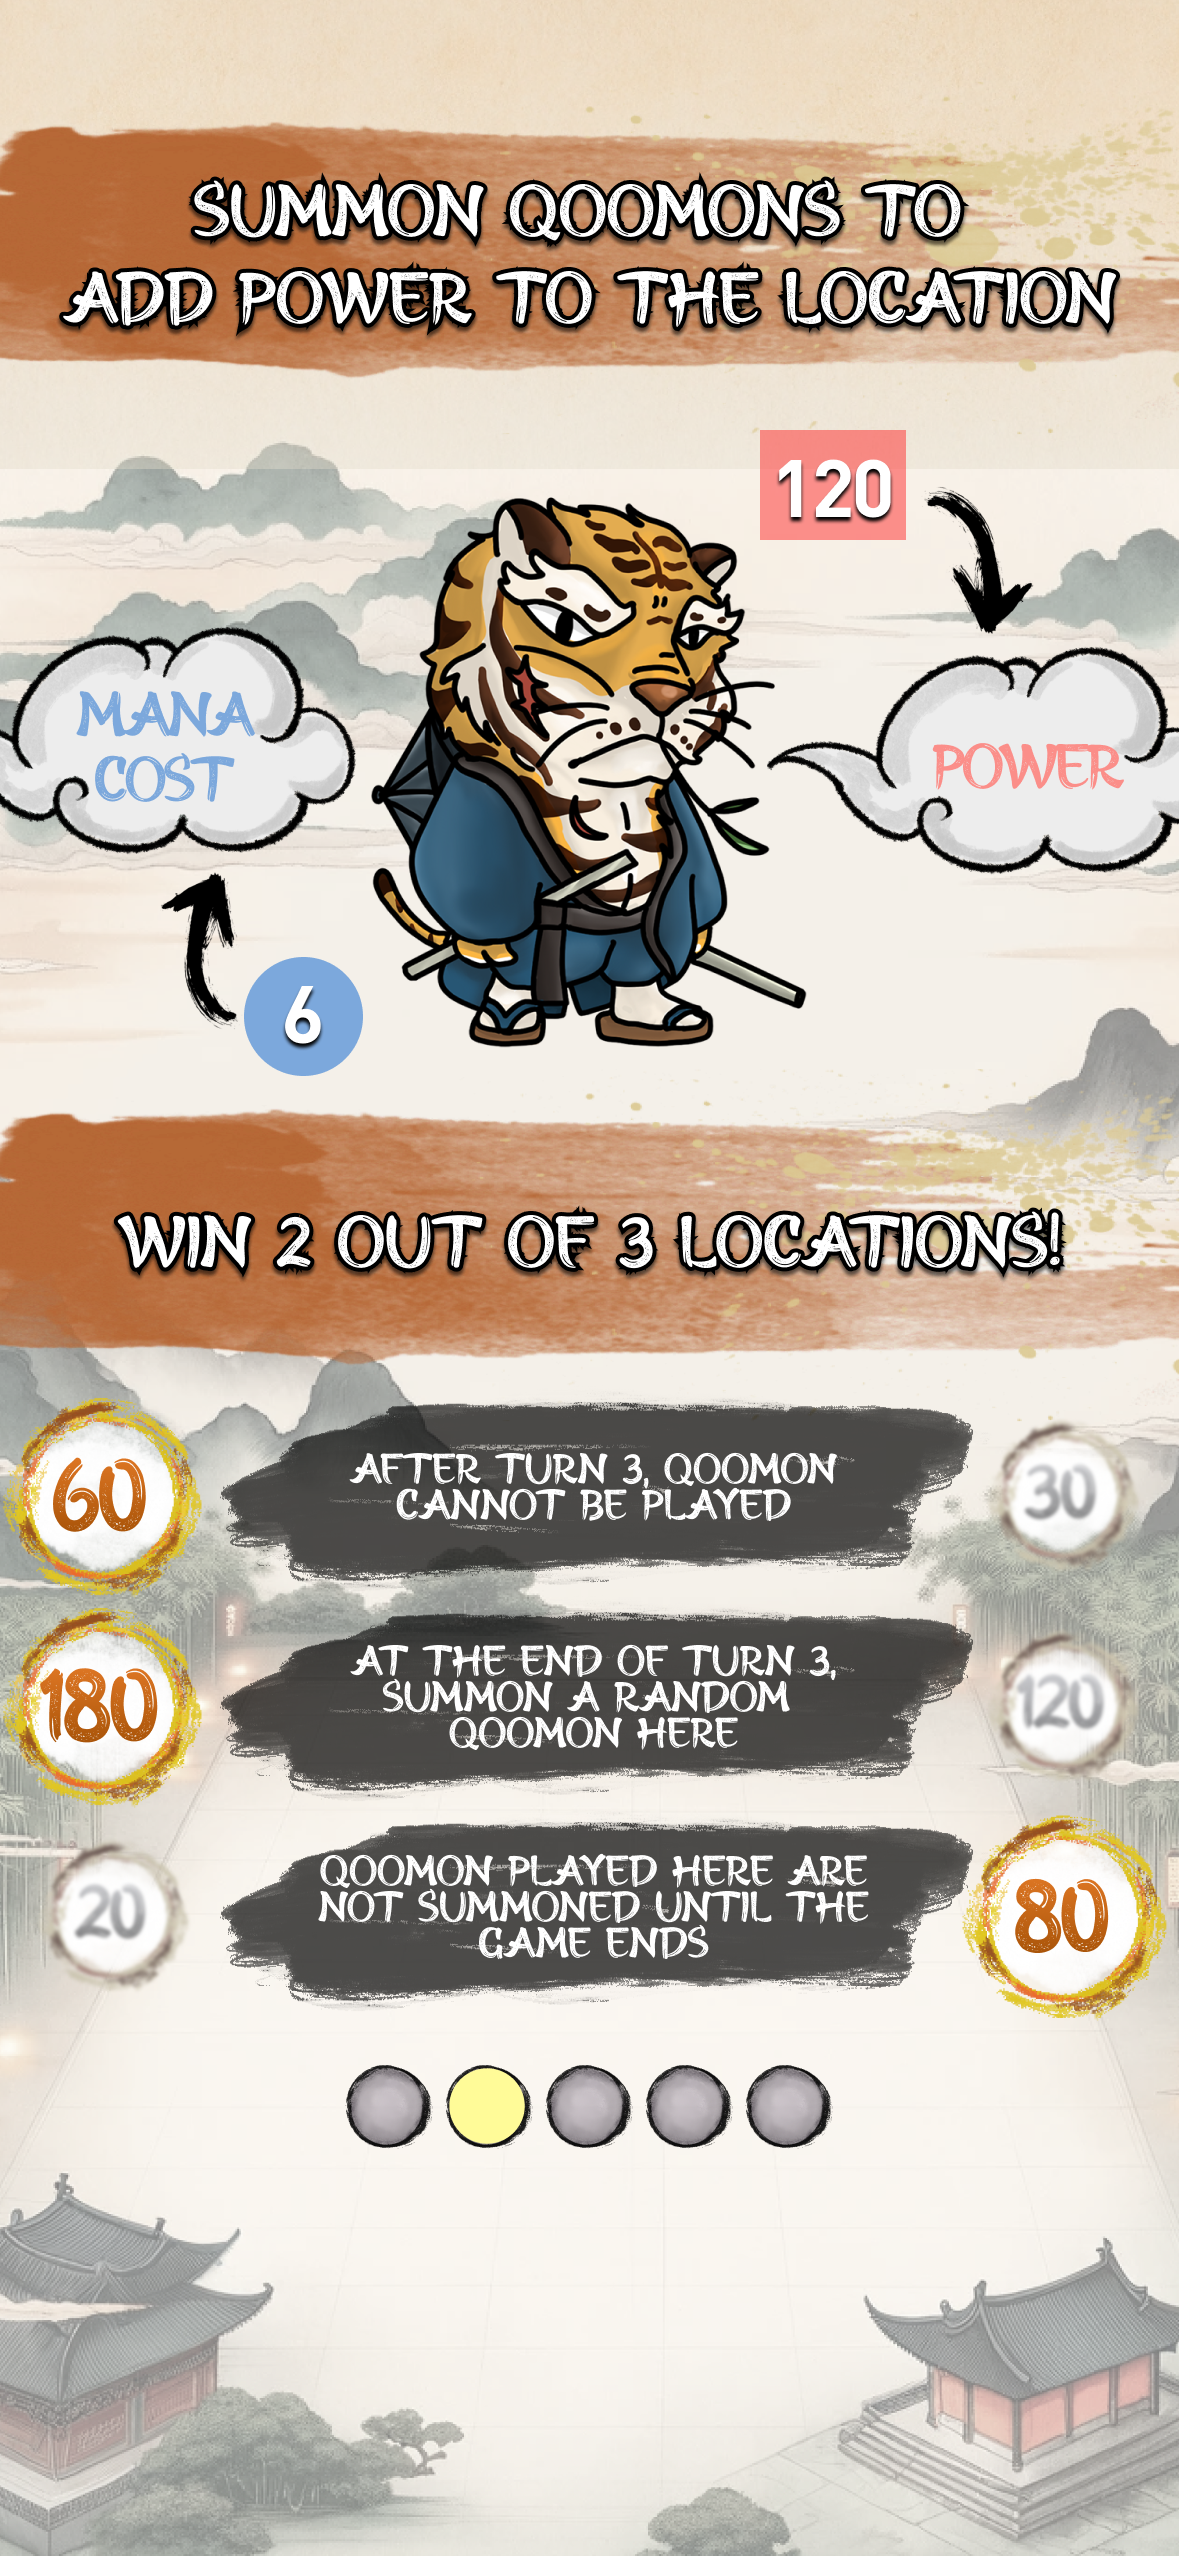 SUMMON QOOMONS TO
ADD POWER TO THE LOCATION
120
MANA
COST
POWER
6
WIN 2 OUT OF 3 LOCATIONS!
60
AFTER TURN 3, QOOMON
CANNOT BE PLAYED
30
180
AT THE END OF TURN 3,
SUMMON A RANDOM
QOOMON HERE
120
20
QOOMON PLAYED HERE ARE
NOT SUMMONED UNTIL THE
GAME ENDS
80